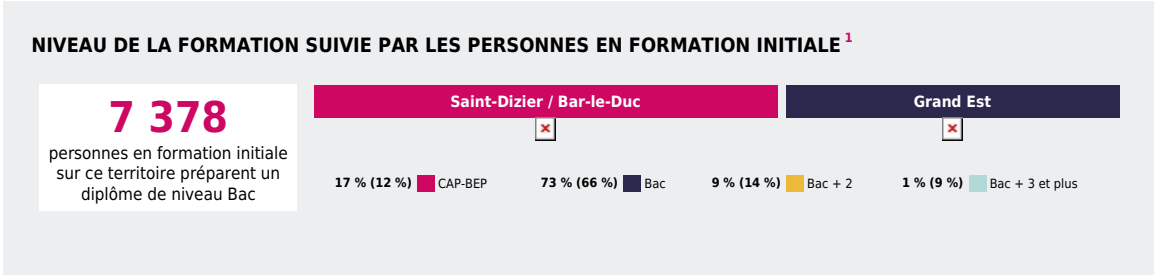 NIVEAU DE LA FORMATION SUIVIE PAR LES PERSONNES EN FORMATION INITIALE 1
7 378
personnes en formation initiale
sur ce territoire préparent un
diplôme de niveau Bac
Saint-Dizier / Bar-le-Duc
Grand Est
17 % (12 %) CAP-BEP
73 % (66 %) Bac
9 % (14 %) Bac + 2
1 % (9 %) Bac + 3 et plus